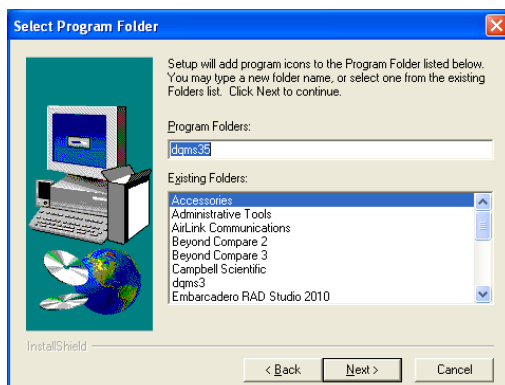 Select Program Folder
Setup will add program icons to the Program Folder listed below.
You may type a new folder name, or select one from the existing
Folders list. Click Next to continue.
Program Folders:
dqms35
Existing Folders:
Accessories
Administrative Tools
AirLink Communications
Beyond Compare 2
Beyond Compare 3
Campbell Scientific
dqms3
Embarcadero RAD Studio 2010
InstallShield
< Back
Next >
Cancel